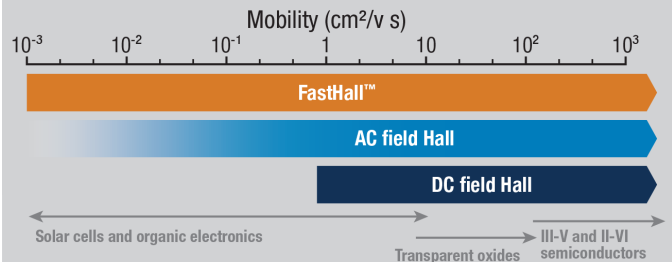 Mobility (cm²/v s)
10⁻³ 10⁻² 10⁻¹ 1 10 10² 10³
FastHall™
AC field Hall
DC field Hall
Solar cells and organic electronics
Transparent oxides
III-V and II-VI
semiconductors